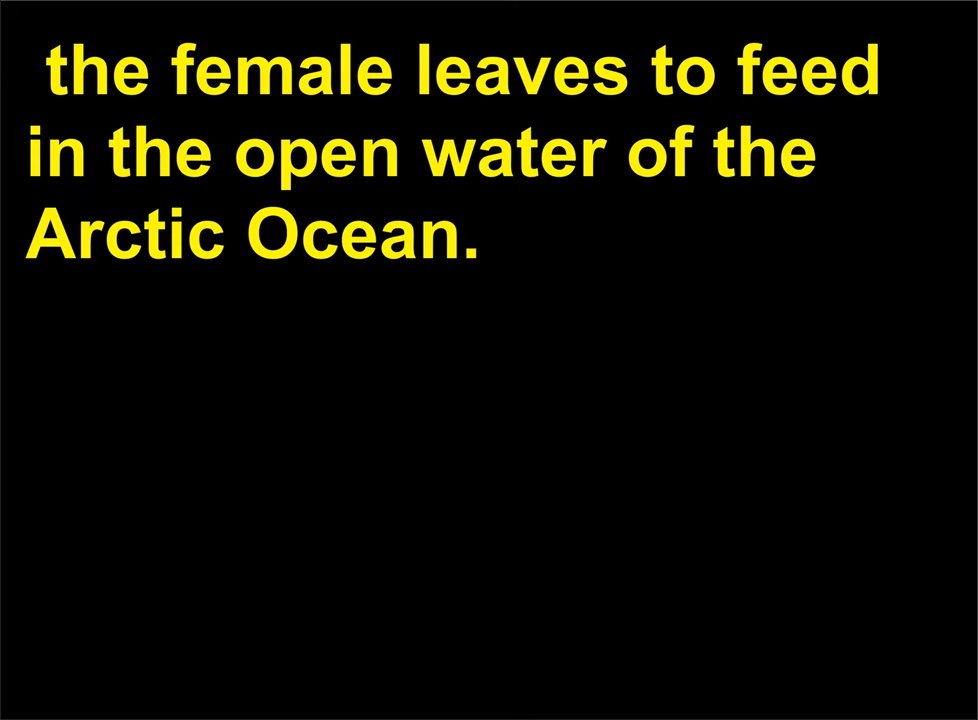 the female leaves to feed
in the open water of the
Arctic Ocean.